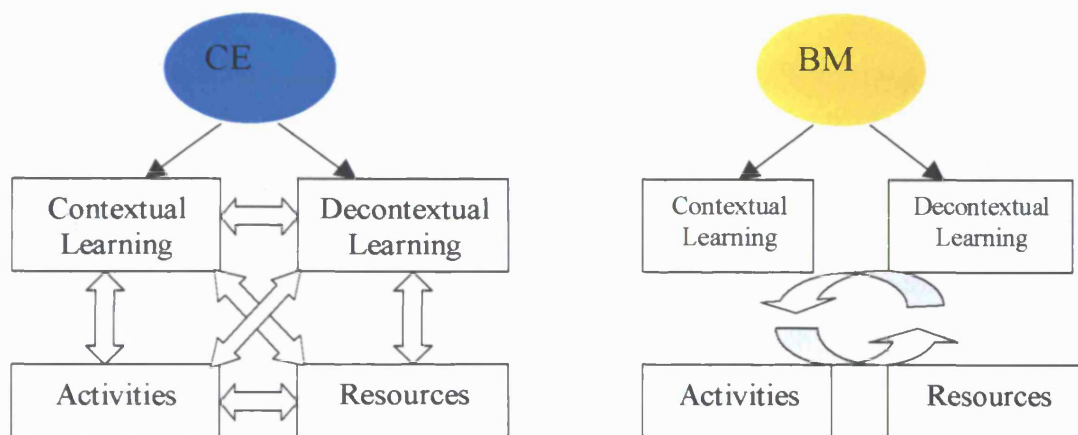 CE
BM
Contextual
Learning
Decontextual
Learning
Contextual
Learning
Decontextual
Learning
Activities
Resources
Activities
Resources